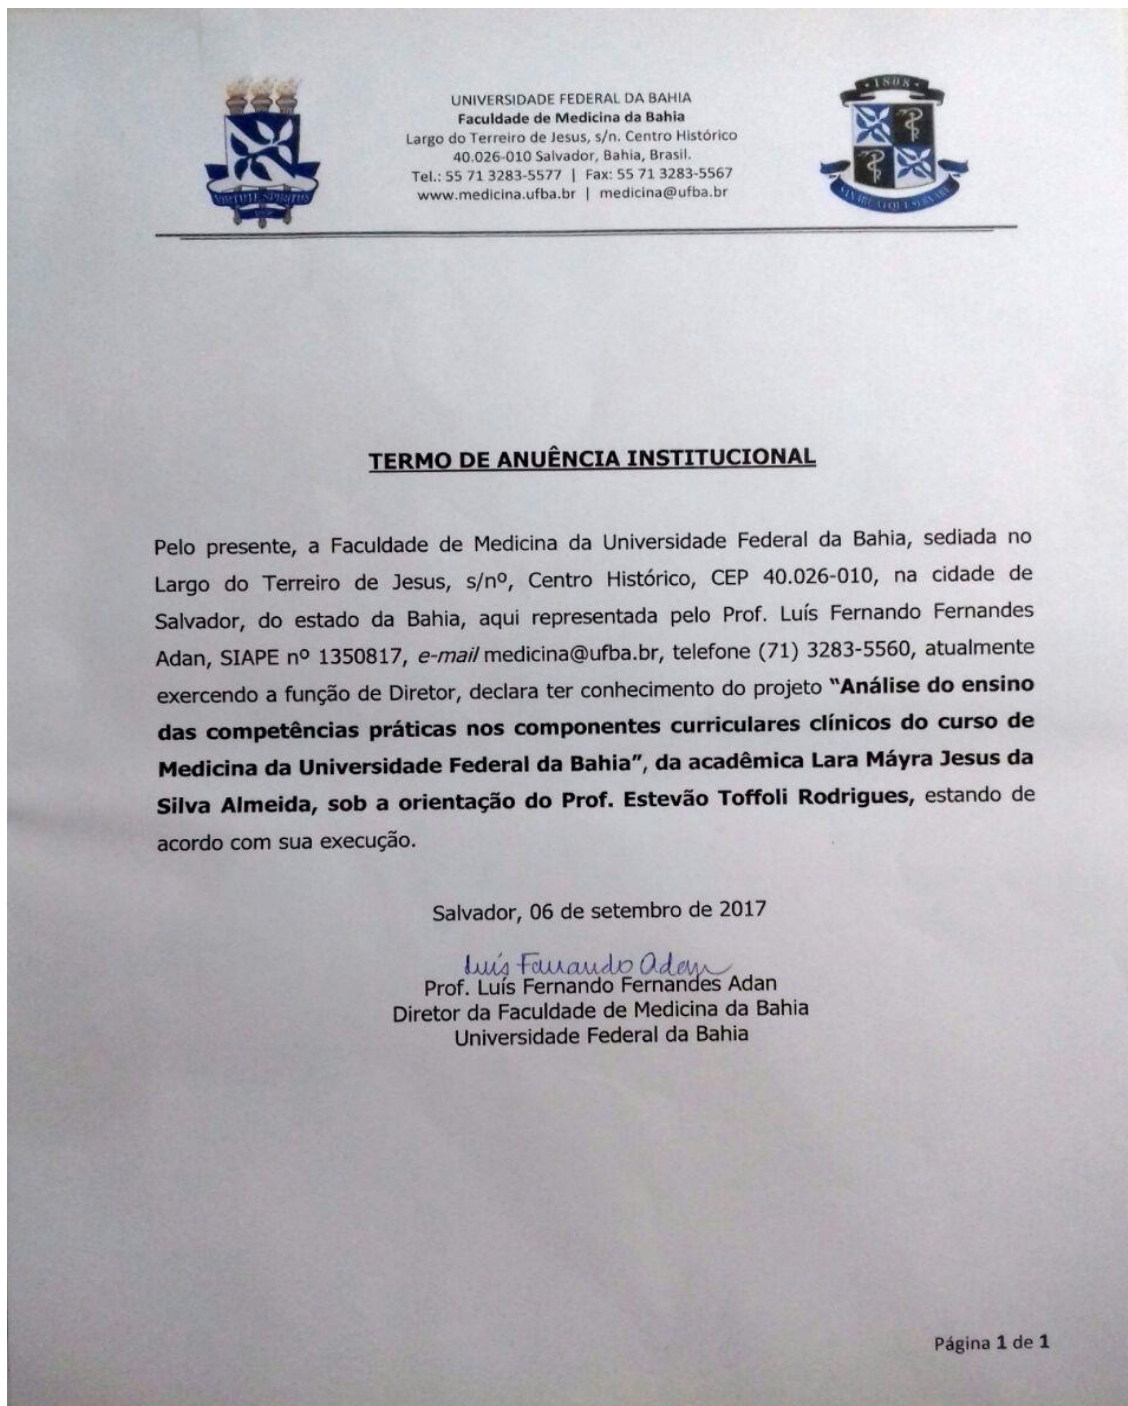 UNIVERSIDADE FEDERAL DA BAHIA
Faculdade de Medicina da Bahia
Largo do Terreiro de Jesus, s/n. Centro Histórico
40.026-010 Salvador, Bahia, Brasil.
Tel.: 55 71 3283-5577 | Fax: 55 71 3283-5567
www.medicina.ufba.br | medicina@ufba.br
VIRTUTE SPIRITUS
1808
TERMO DE ANUÊNCIA INSTITUCIONAL
Pelo presente, a Faculdade de Medicina da Universidade Federal da Bahia, sediada no
Largo do Terreiro de Jesus, s/nº, Centro Histórico, CEP 40.026-010, na cidade de
Salvador, do estado da Bahia, aqui representada pelo Prof. Luís Fernando Fernandes
Adan, SIAPE nº 1350817, e-mail medicina@ufba.br, telefone (71) 3283-5560, atualmente
exercendo a função de Diretor, declara ter conhecimento do projeto “Análise do ensino
das competências práticas nos componentes curriculares clínicos do curso de
Medicina da Universidade Federal da Bahia”, da acadêmica Lara Máyra Jesus da
Silva Almeida, sob a orientação do Prof. Estevão Toffoli Rodrigues, estando de
acordo com sua execução.
Salvador, 06 de setembro de 2017
Luís Fernando Adan
Prof. Luís Fernando Fernandes Adan
Diretor da Faculdade de Medicina da Bahia
Universidade Federal da Bahia
Página 1 de 1